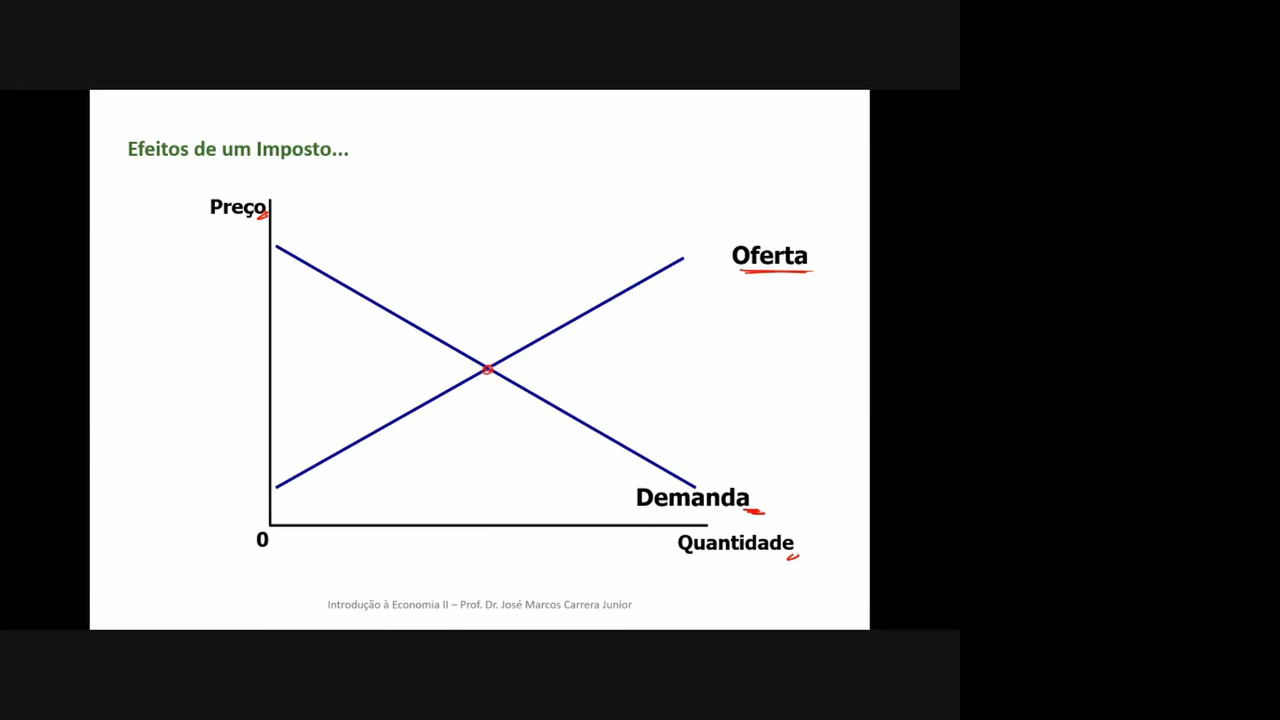 Efeitos de um Imposto...
Preço
Oferta
Demanda
0
Quantidade
Introdução à Economia II – Prof. Dr. José Marcos Carrera Junior